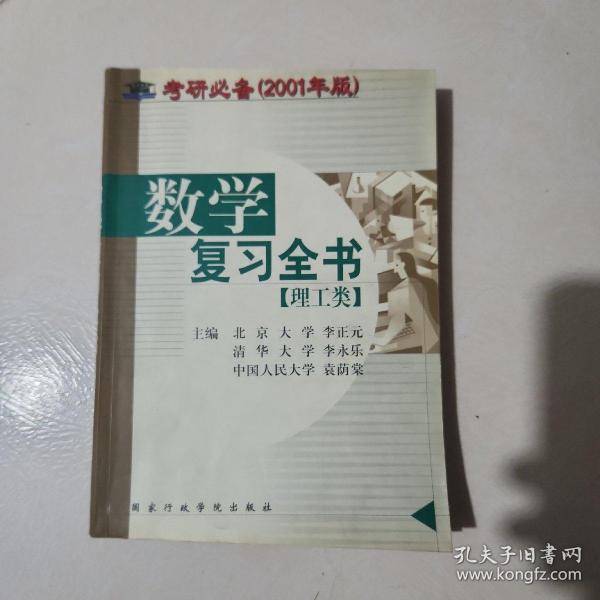 考研必备(2001年版)
数学
复习全书
【理工类】
主编 北京大学 李正元
清华大学 李永乐
中国人民大学 袁荫棠
国家行政学院出版社
孔夫子旧书网
www.kongfz.com